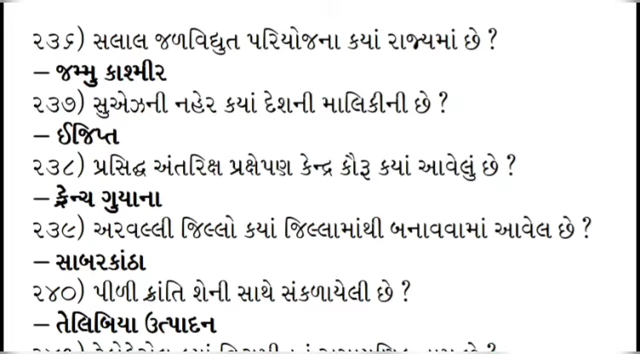 ૨૩૬) સલાલ જળવિદ્યુત પરિયોજના કયાં રાજ્યમાં છે ?
– જમ્મુ કાશ્મીર
૨૩૭) સુએઝની નહેર કયાં દેશની માલિકીની છે ?
– ઈજિપ્ત
૨૩૮) પ્રસિદ્ધ અંતરિક્ષ પ્રક્ષેપણ કેન્દ્ર કૌરૂ કયાં આવેલું છે ?
– ફ્રેન્ચ ગુયાના
૨૩૯) અરવલ્લી જિલ્લો કયાં જિલ્લામાંથી બનાવવામાં આવેલ છે ?
– સાબરકાંઠા
૨૪૦) પીળી ક્રાંતિ શેની સાથે સંકળાયેલી છે ?
– તેલિબિયા ઉત્પાદન